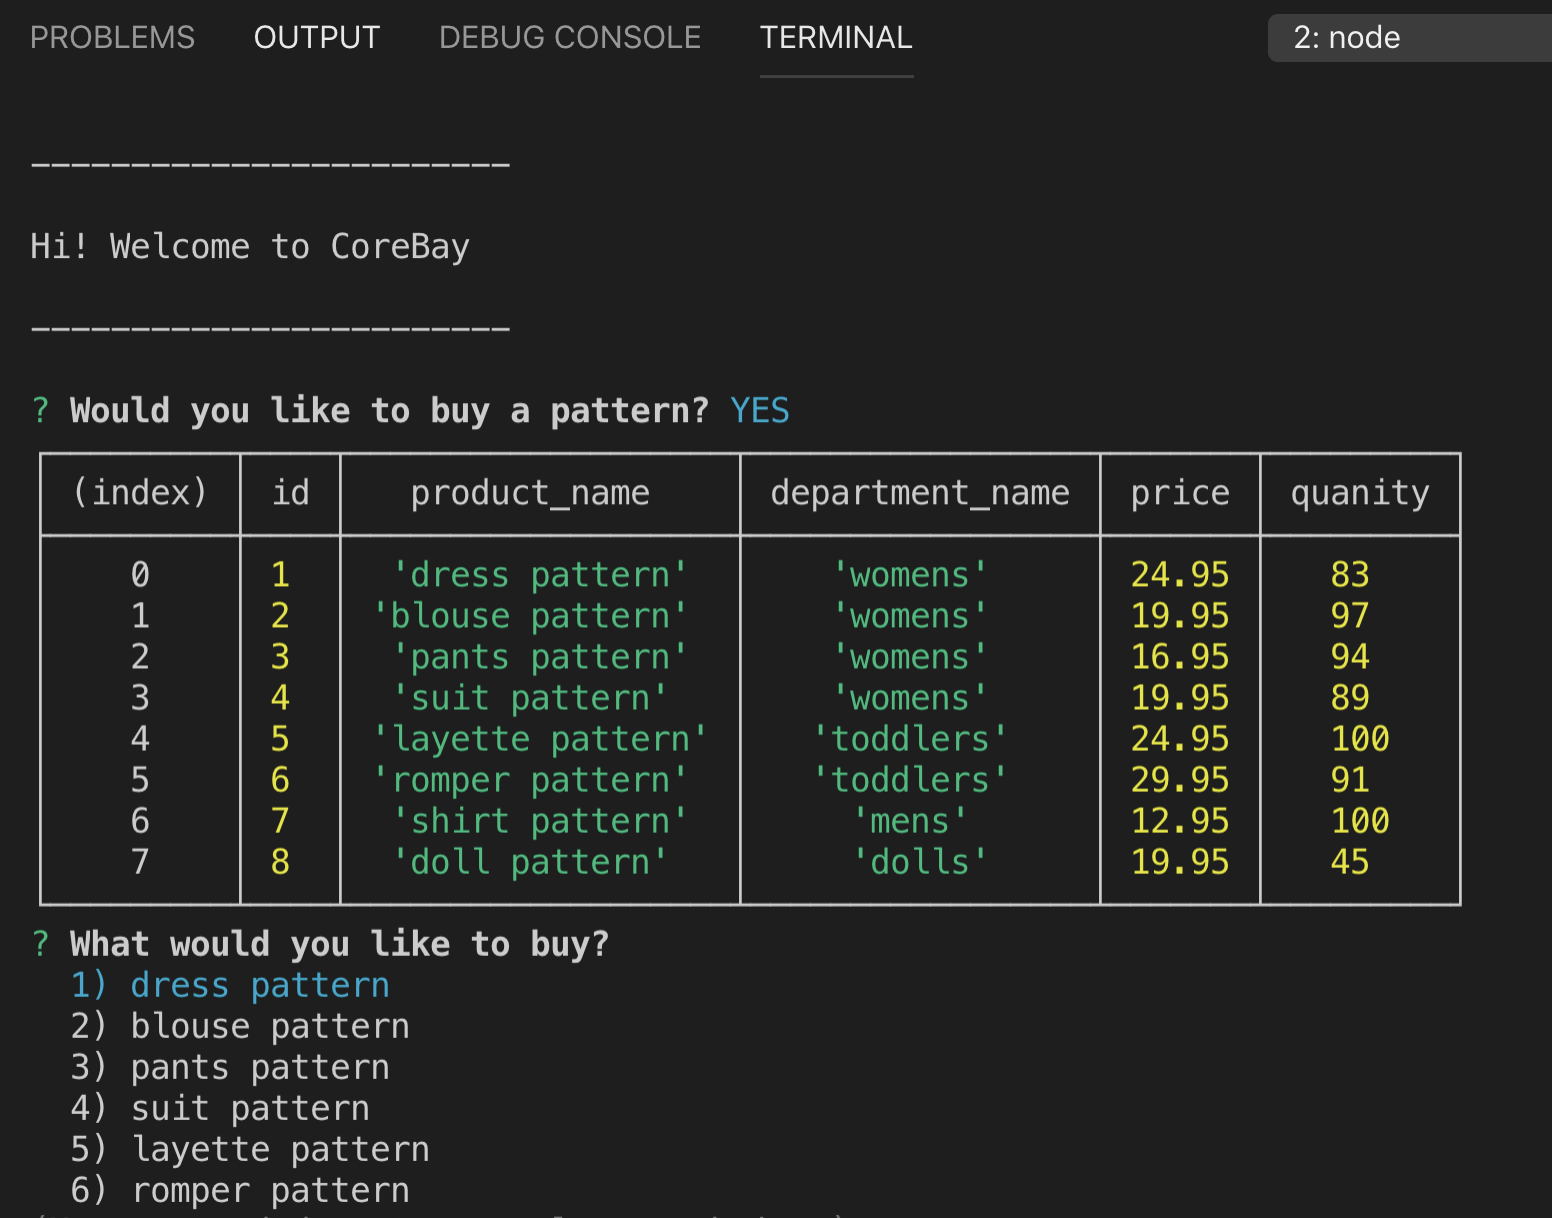 PROBLEMS OUTPUT DEBUG CONSOLE TERMINAL 2: node
------------------------
Hi! Welcome to CoreBay
------------------------
? Would you like to buy a pattern? YES
(index) id product_name department_name price quanity
0 1 'dress pattern' 'womens' 24.95 83
1 2 'blouse pattern' 'womens' 19.95 97
2 3 'pants pattern' 'womens' 16.95 94
3 4 'suit pattern' 'womens' 19.95 89
4 5 'layette pattern' 'toddlers' 24.95 100
5 6 'romper pattern' 'toddlers' 29.95 91
6 7 'shirt pattern' 'mens' 12.95 100
7 8 'doll pattern' 'dolls' 19.95 45
? What would you like to buy?
1) dress pattern
2) blouse pattern
3) pants pattern
4) suit pattern
5) layette pattern
6) romper pattern